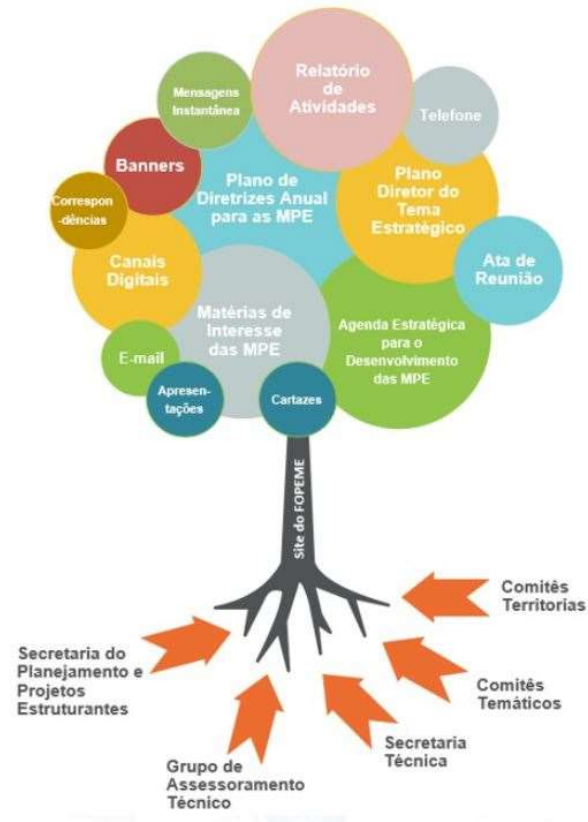 Relatório
de
Atividades
Mensagens
Instantânea
Telefone
Banners
Plano de
Diretrizes Anual
para as MPE
Plano
Diretor do
Tema
Estratégico
Correspon
-dências
Canais
Digitais
Ata de
Reunião
Matérias de
Interesse
das MPE
Agenda Estratégica
para o
Desenvolvimento
das MPE
E-mail
Apresen-
tações
Cartazes
Site do FOPEME
Comitês
Territorias
Secretaria do
Planejamento e
Projetos
Estruturantes
Comitês
Temáticos
Secretaria
Técnica
Grupo de
Assessoramento
Técnico